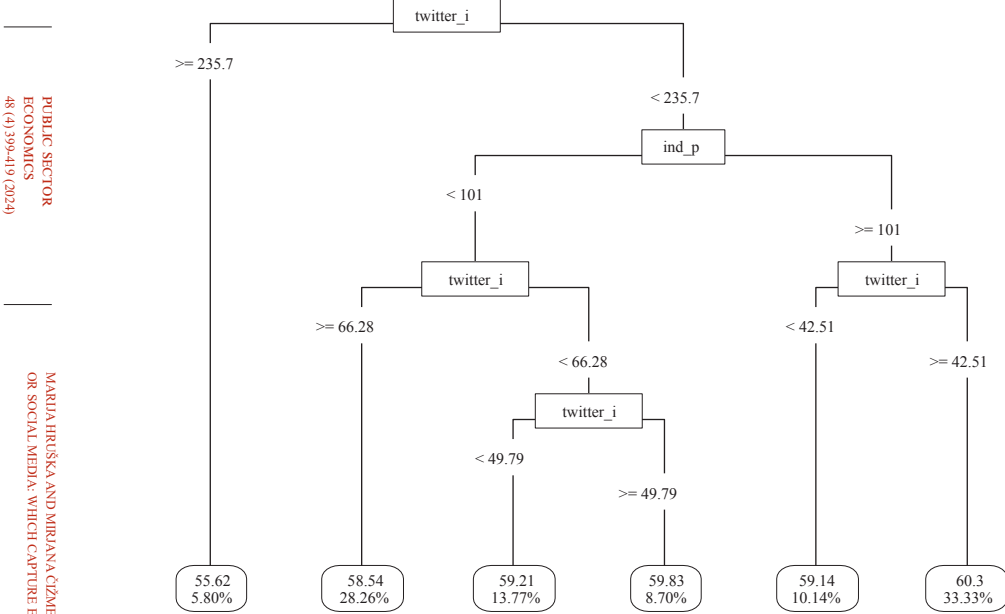 PUBLIC SECTOR
ECONOMICS
48 (4) 399-419 (2024)
MARIJA HRUŠKA AND MIRJANA
OR SOCIAL MEDIA: WHICH CAPTURE
twitter_i
>= 235.7
< 235.7
ind_p
< 101
>= 101
twitter_i
twitter_i
>= 66.28
< 42.51
< 66.28
>= 42.51
twitter_i
< 49.79
>= 49.79
55.62
5.80%
58.54
28.26%
59.21
13.77%
59.83
8.70%
59.14
10.14%
60.3
33.33%